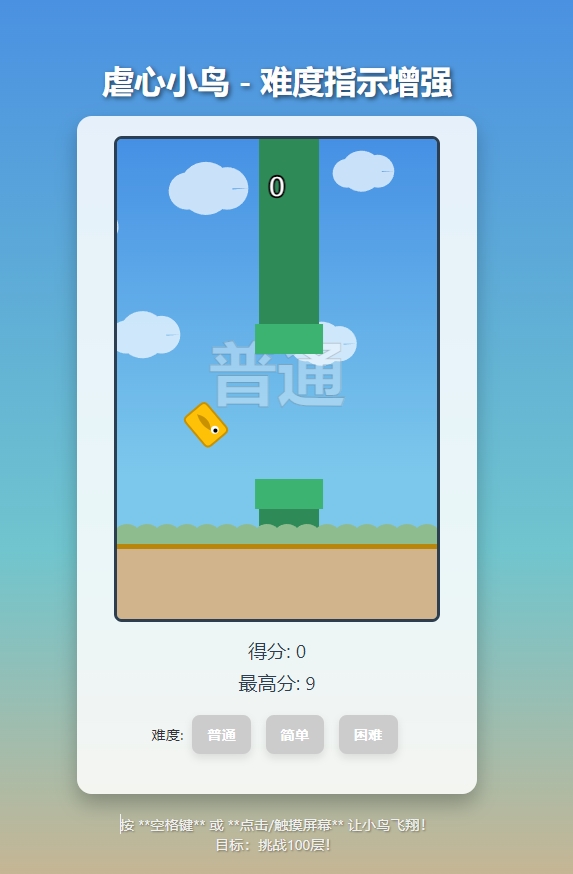 虐心小鸟 - 难度指示增强
0
普通
得分: 0
最高分: 9
难度: 普通 简单 困难
按 **空格键** 或 **点击/触摸屏幕** 让小鸟飞翔!
目标：挑战100层!